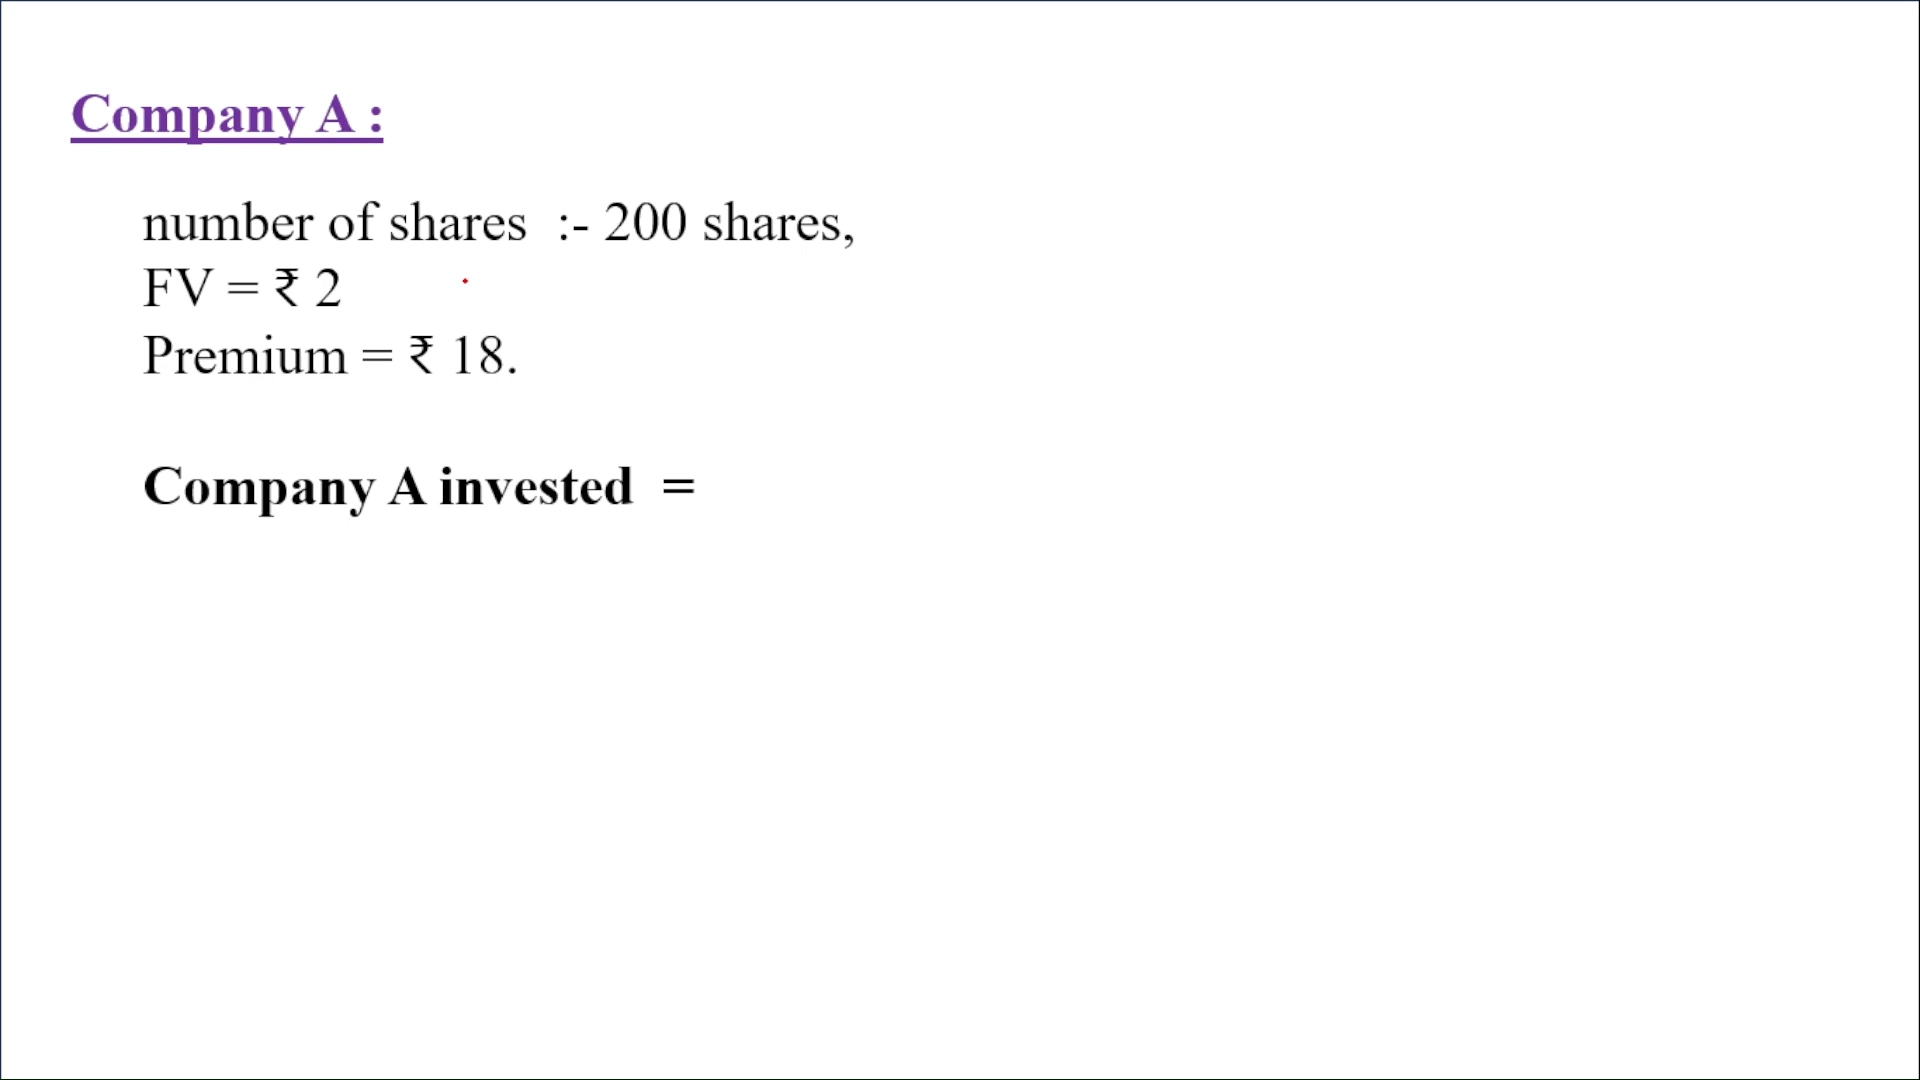 Company A :
number of shares  :- 200 shares,
FV = ₹ 2
Premium = ₹ 18.
Company A invested  =